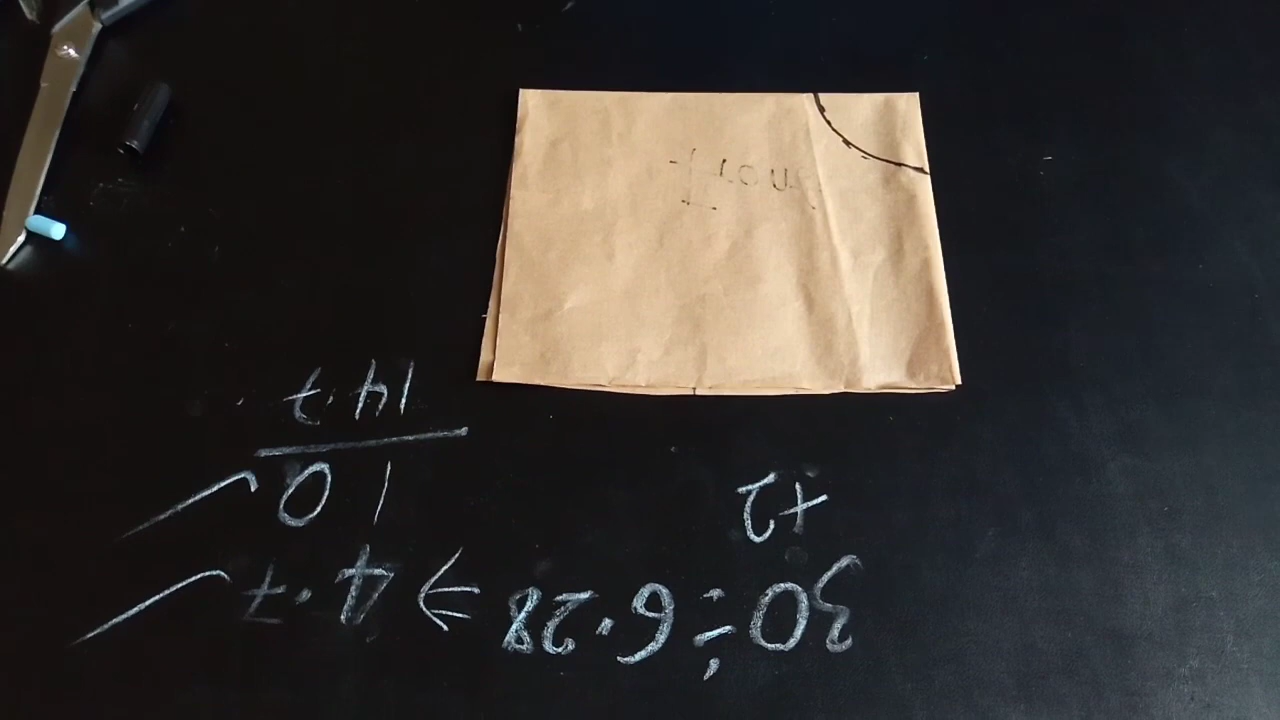 30÷6.28 ⇒ 4.7 ✓
+2
10 ✓
14.7